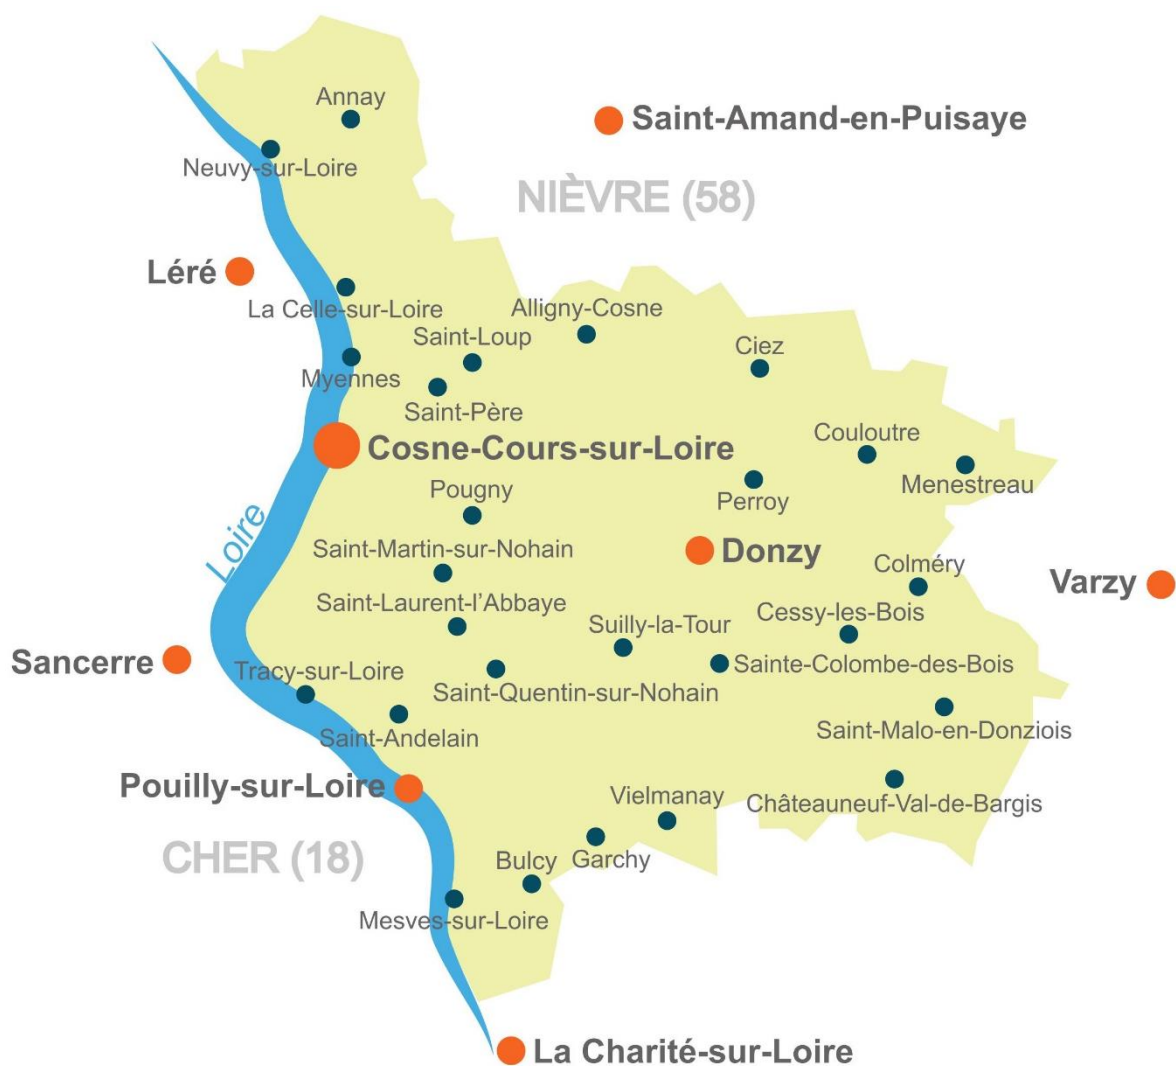 Annay
Saint-Amand-en-Puisaye
Neuvy-sur-Loire
NIÈVRE (58)
Léré
La Celle-sur-Loire
Alligny-Cosne
Saint-Loup
Ciez
Myennes
Saint-Père
Couloutre
Cosne-Cours-sur-Loire
Menestreau
Pougny
Perroy
Loire
Saint-Martin-sur-Nohain
Donzy
Colméry
Varzy
Saint-Laurent-l’Abbaye
Cessy-les-Bois
Suilly-la-Tour
Sancerre
Tracy-sur-Loire
Sainte-Colombe-des-Bois
Saint-Quentin-sur-Nohain
Saint-Malo-en-Donziois
Saint-Andelain
Pouilly-sur-Loire
Vielmanay
Châteauneuf-Val-de-Bargis
CHER (18)
Bulcy
Garchy
Mesves-sur-Loire
La Charité-sur-Loire